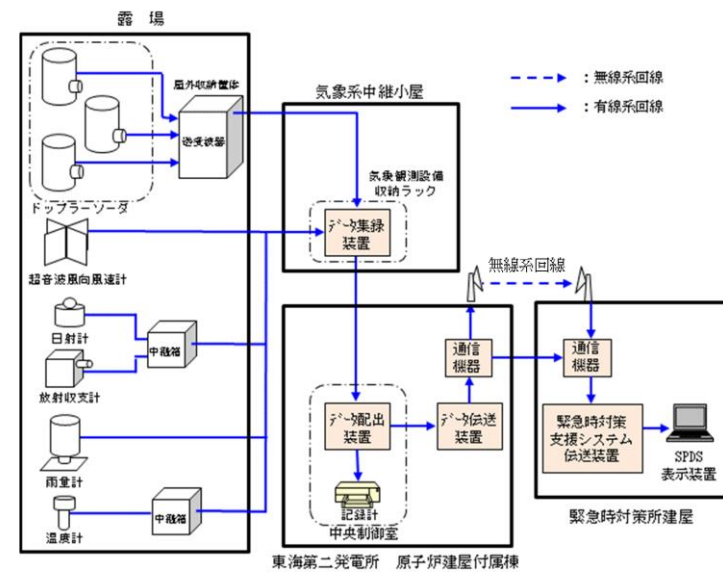 露 場
屋外収納筐体
ドップラーソーダ
超音波風向風速計
日射計
中継箱
放射収支計
雨量計
中継箱
温度計
気象系中継小屋
気象観測設備
収納ラック
データ集録
装置
：無線系回線
：有線系回線
無線系回線
通信
機器
データ配出
装置
データ伝送
装置
記録計
中央制御室
東海第二発電所 原子炉建屋付属棟
通信
機器
緊急時対策
支援システム
伝送装置
SPDS
表示装置
緊急時対策所建屋